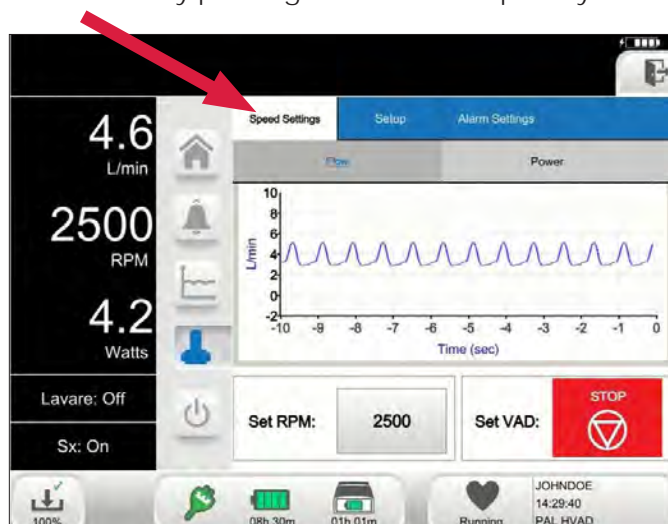 4.6
L/min
2500
RPM
4.2
Watts
Lavare: Off
Sx: On
Speed Settings Setup Alarm Settings
Flow Power
10
8
6
4
2
0
-2
L/min
-10 -9 -8 -7 -6 -5 -4 -3 -2 -1 0
Time (sec)
Set RPM: 2500 Set VAD: STOP
100% 08h 30m 01h 01m Running
JOHNDOE
14:29:40
PAL HVAD